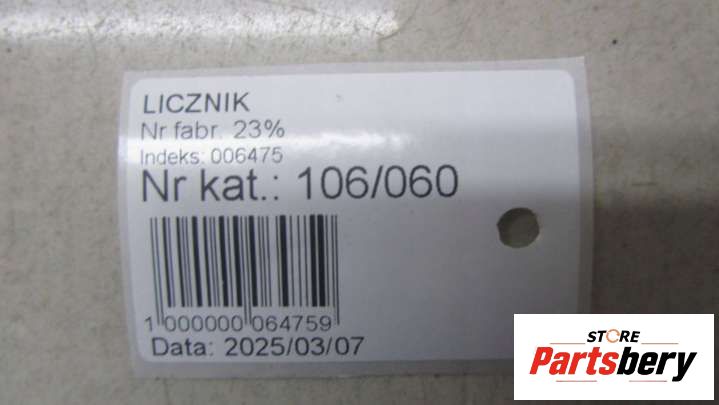 LICZNIK
Nr fabr. 23%
Indeks: 006475
Nr kat.: 106/060
1 000000 064759
Data: 2025/03/07
STORE
Partsbery